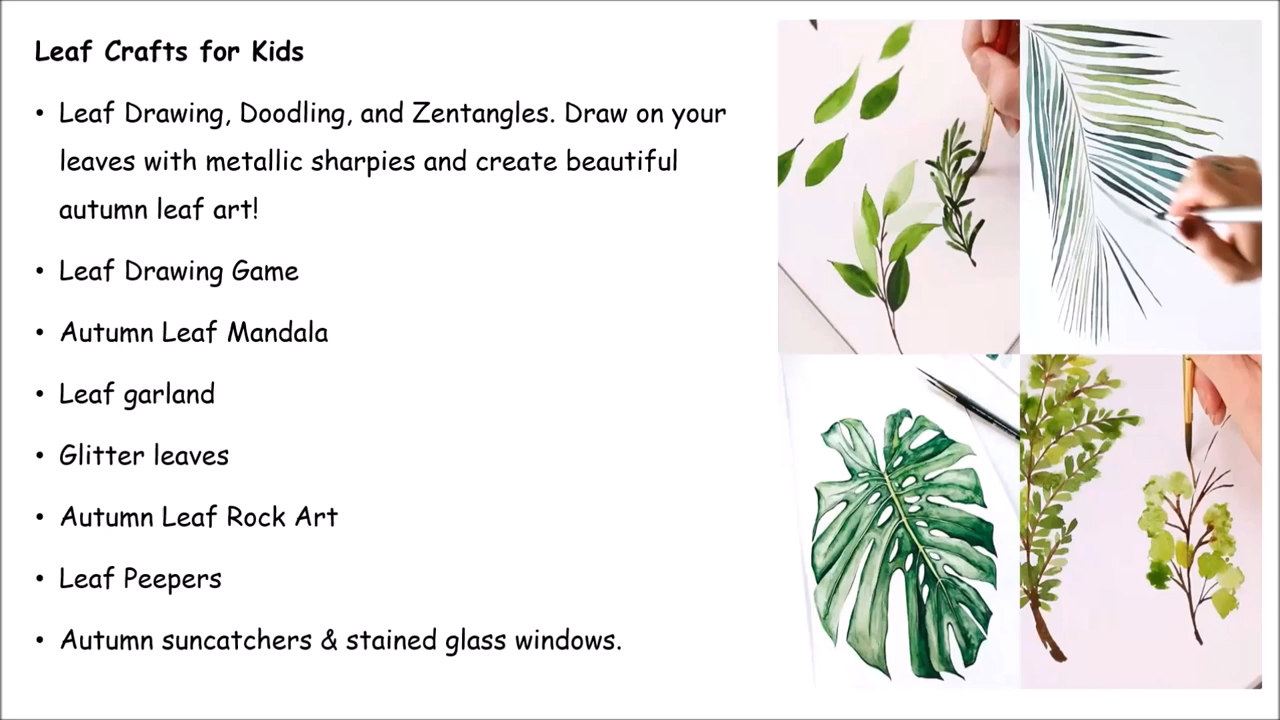 Leaf Crafts for Kids
• Leaf Drawing, Doodling, and Zentangles. Draw on your
leaves with metallic sharpies and create beautiful
autumn leaf art!
• Leaf Drawing Game
• Autumn Leaf Mandala
• Leaf garland
• Glitter leaves
• Autumn Leaf Rock Art
• Leaf Peepers
• Autumn suncatchers & stained glass windows.